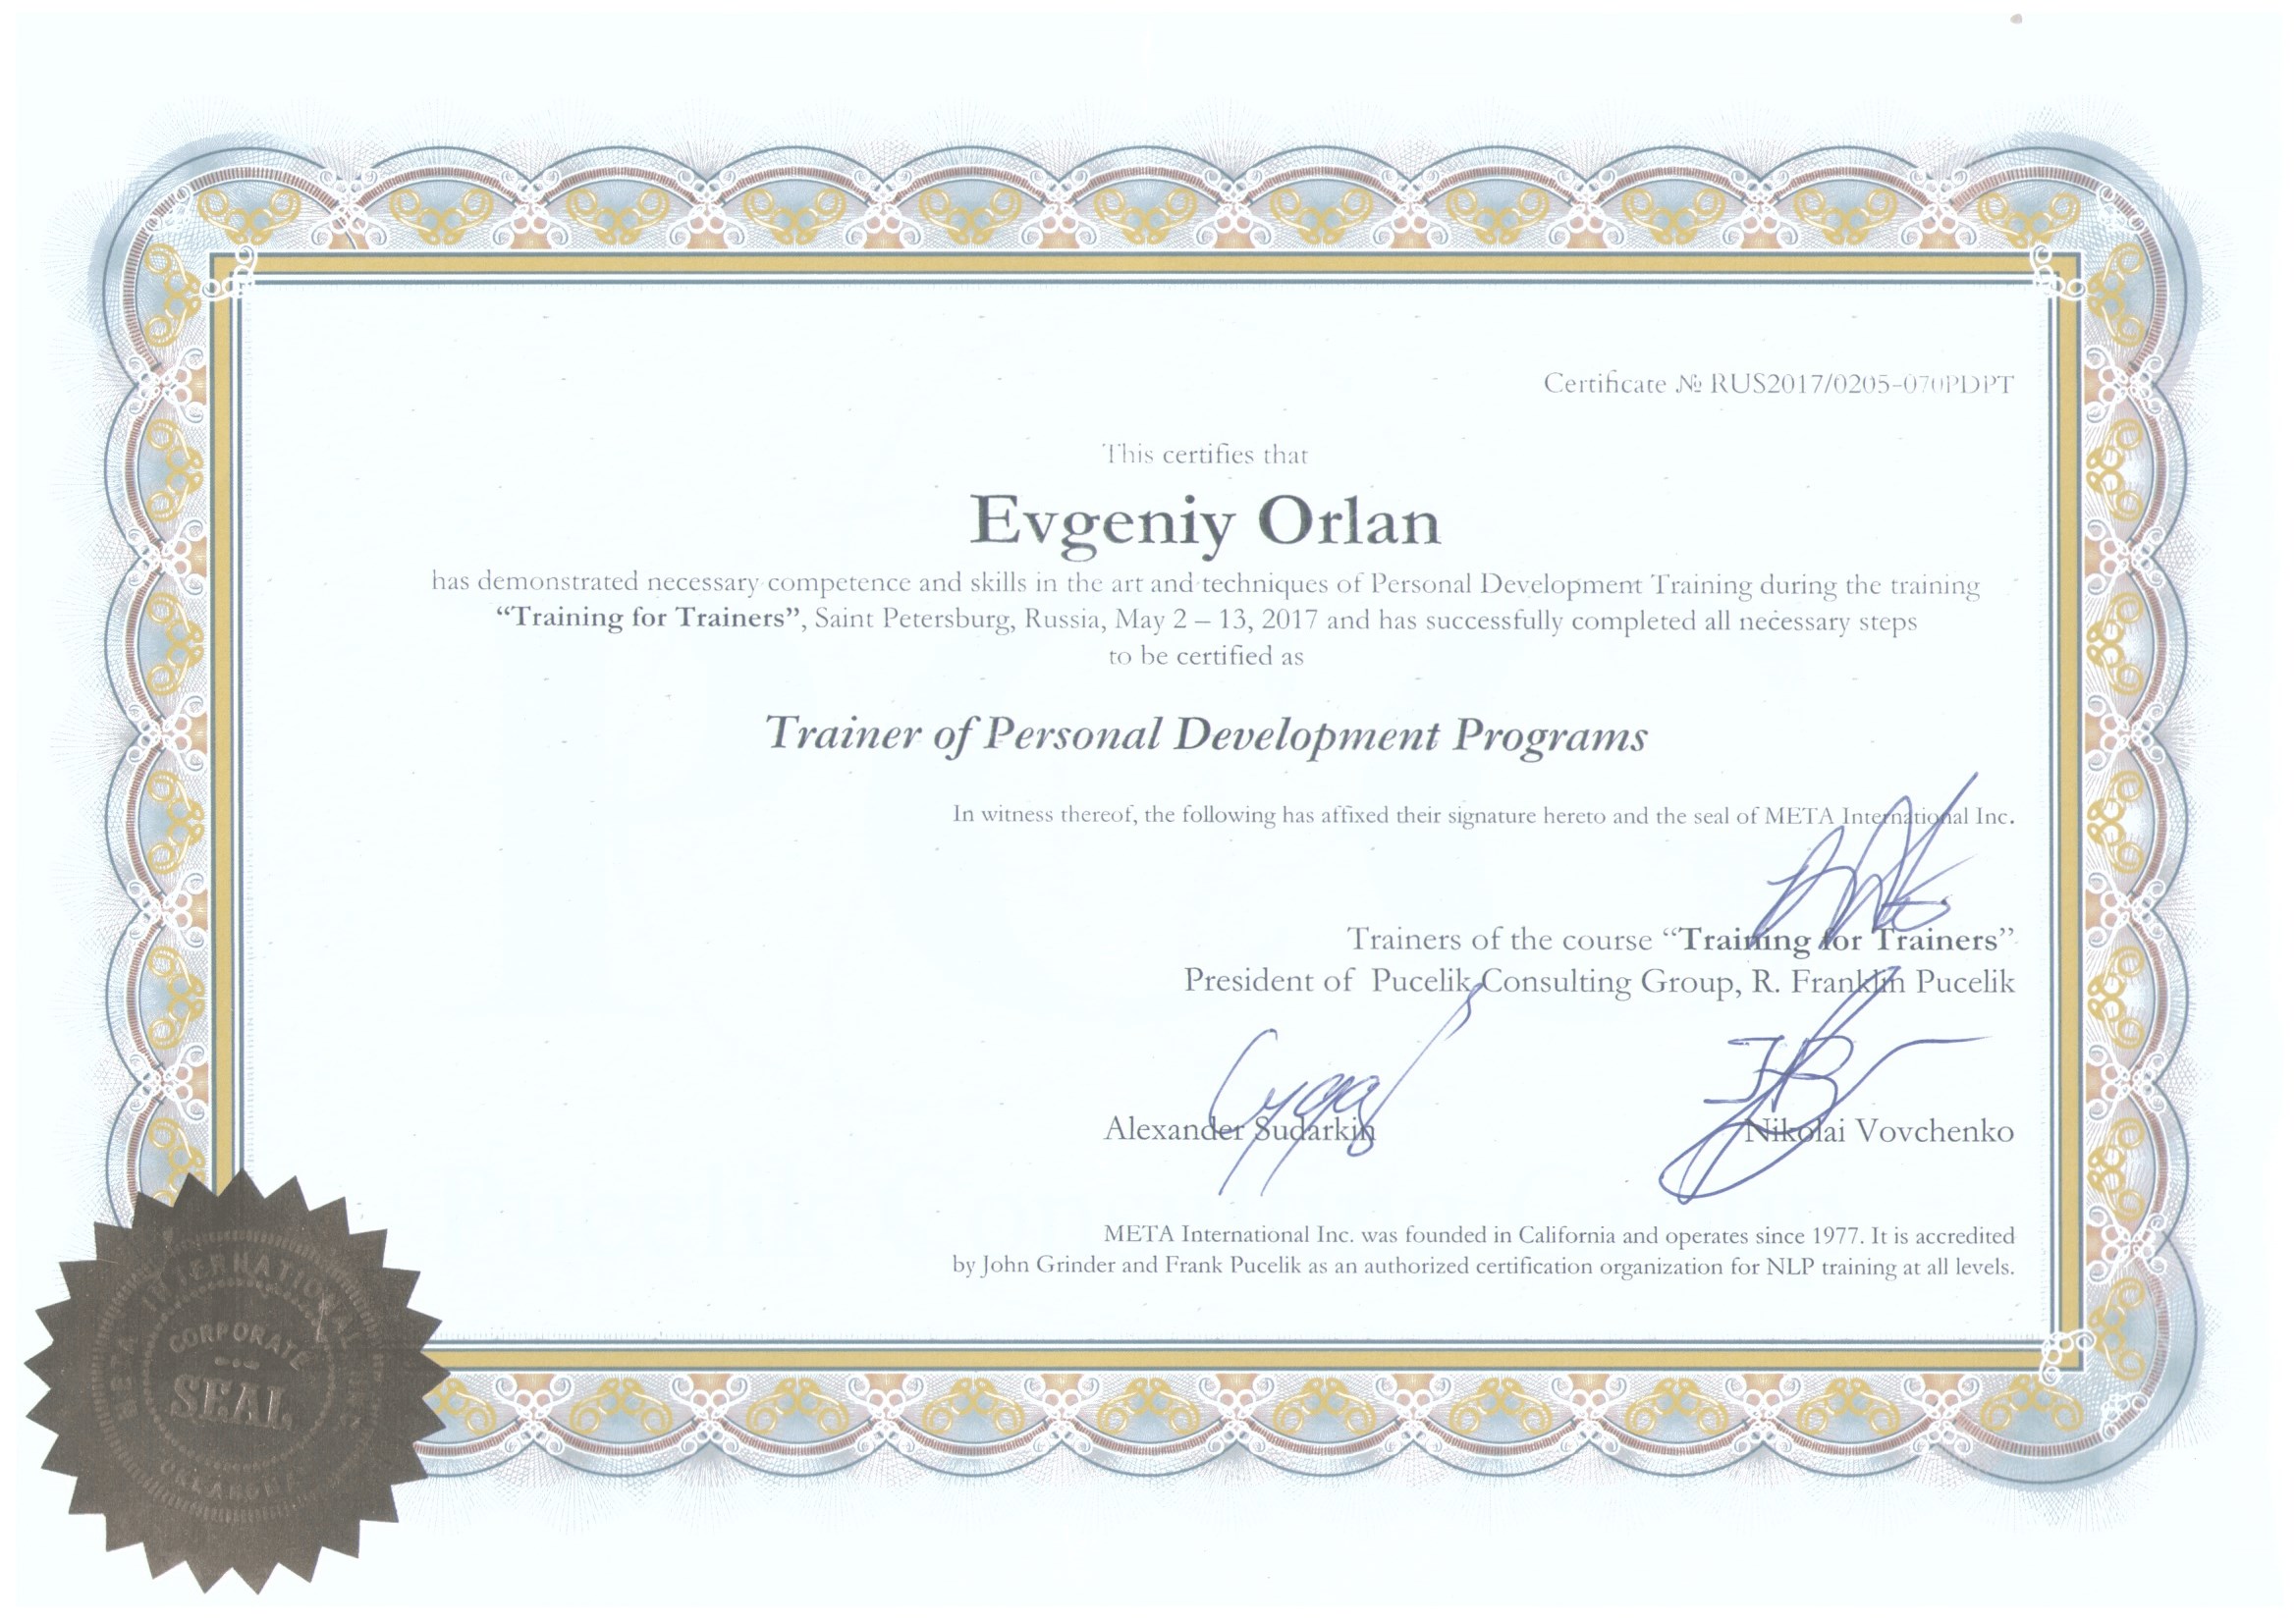 Certificate № RUS2017/0205-070PDPT
This certifies that
Evgeniy Orlan
has demonstrated necessary competence and skills in the art and techniques of Personal Development Training during the training
“Training for Trainers”, Saint Petersburg, Russia, May 2 – 13, 2017 and has successfully completed all necessary steps
to be certified as
Trainer of Personal Development Programs
In witness thereof, the following has affixed their signature hereto and the seal of META International Inc.
Trainers of the course “Training for Trainers”
President of Pucelik Consulting Group, R. Franklin Pucelik
Alexander Sudarkin
Nikolai Vovchenko
META International Inc. was founded in California and operates since 1977. It is accredited
by John Grinder and Frank Pucelik as an authorized certification organization for NLP training at all levels.
META INTERNATIONAL INC
CORPORATE
SEAL
OKLAHOMA